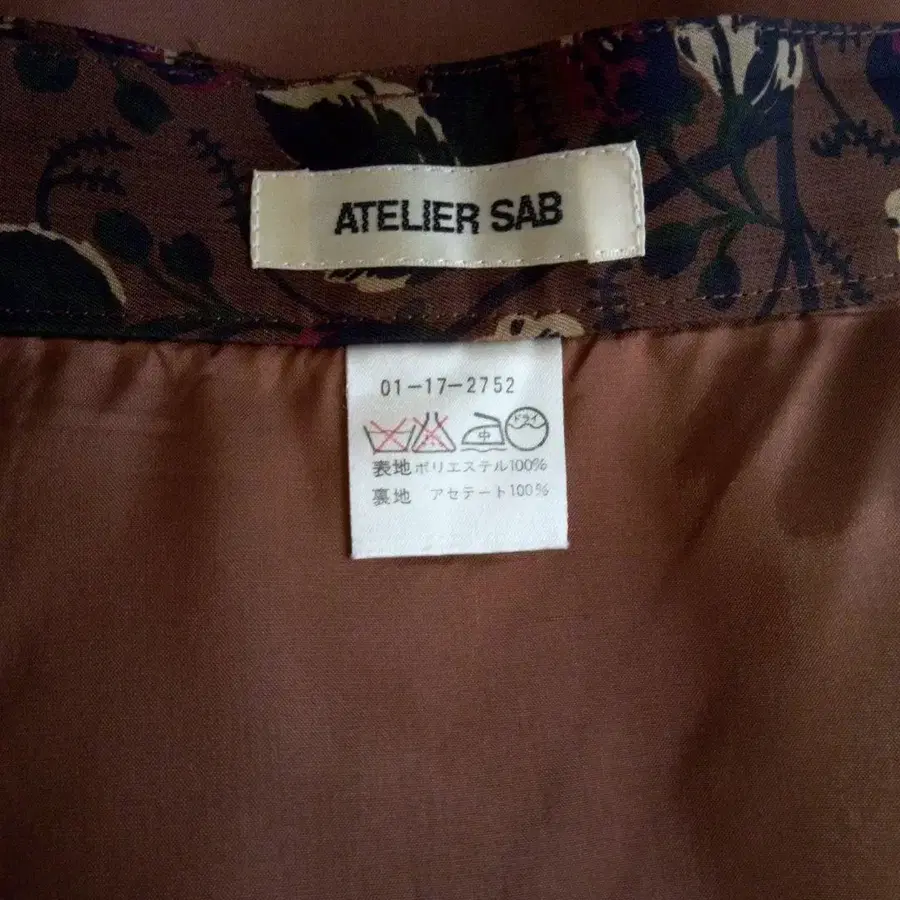 ATELIER SAB
01-17-2752
中 ドライ
表地 ポリエステル100%
裏地 アセテート100%